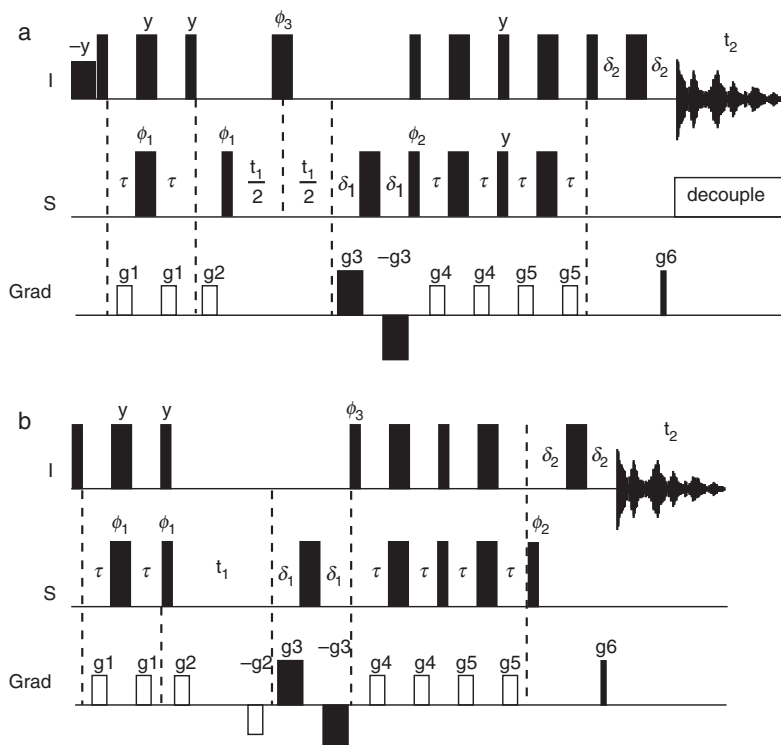 a
−y y y ϕ3 y t2
I δ2 δ2
ϕ1 ϕ1 ϕ2 y
S τ τ t1/2 t1/2 δ1 δ1 τ τ τ τ decouple
g1 g1 g2 g3 −g3 g4 g4 g5 g5 g6
Grad
b
y y ϕ3 t2
I δ2 δ2
ϕ1 ϕ1 ϕ2
S τ τ t1 δ1 δ1 τ τ τ τ
g1 g1 g2 −g2 g3 −g3 g4 g4 g5 g5 g6
Grad